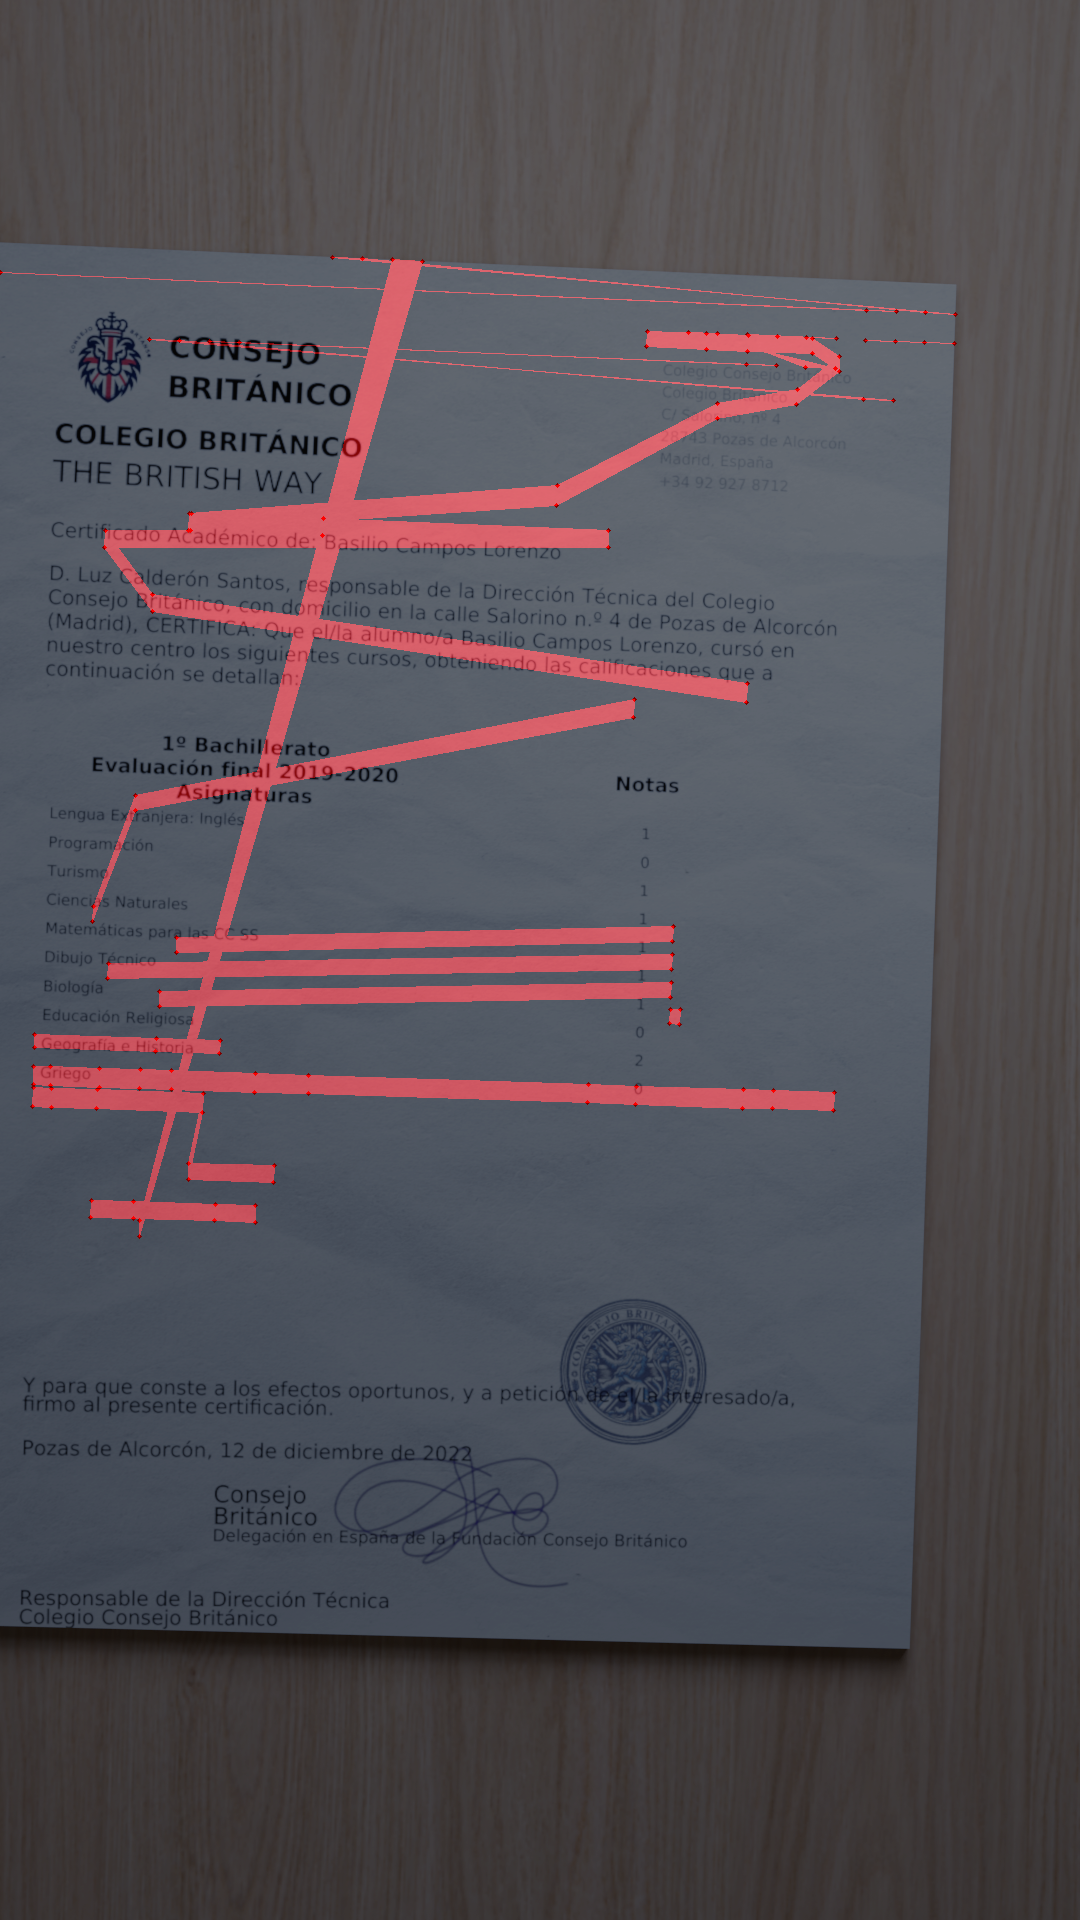 CONSEJO
BRITÁNICO
COLEGIO BRITÁNICO
THE BRITISH WAY
Colegio Consejo Británico
Colegio Británico
C/ Salorino, nº 4
28743 Pozas de Alcorcón
Madrid, España
+34 92 927 8712
Certificado Académico de: Basilio Campos Lorenzo
D. Luz Calderón Santos, responsable de la Dirección Técnica del Colegio
Consejo Británico, con domicilio en la calle Salorino n.º 4 de Pozas de Alcorcón
(Madrid), CERTIFICA: Que el/la alumno/a Basilio Campos Lorenzo, cursó en
nuestro centro los siguientes cursos, obteniendo las calificaciones que a
continuación se detallan:
1º Bachillerato
Evaluación final 2019-2020
Asignaturas Notas
Lengua Extranjera: Inglés 1
Programación 0
Turismo 1
Ciencias Naturales 1
Matemáticas para las CC SS 1
Dibujo Técnico 1
Biología 1
Educación Religiosa 0
Geografía e Historia 2
Griego 0
Y para que conste a los efectos oportunos, y a petición de el/la interesado/a,
firmo al presente certificación.
Pozas de Alcorcón, 12 de diciembre de 2022
Consejo
Británico
Delegación en España de la Fundación Consejo Británico
Responsable de la Dirección Técnica
Colegio Consejo Británico